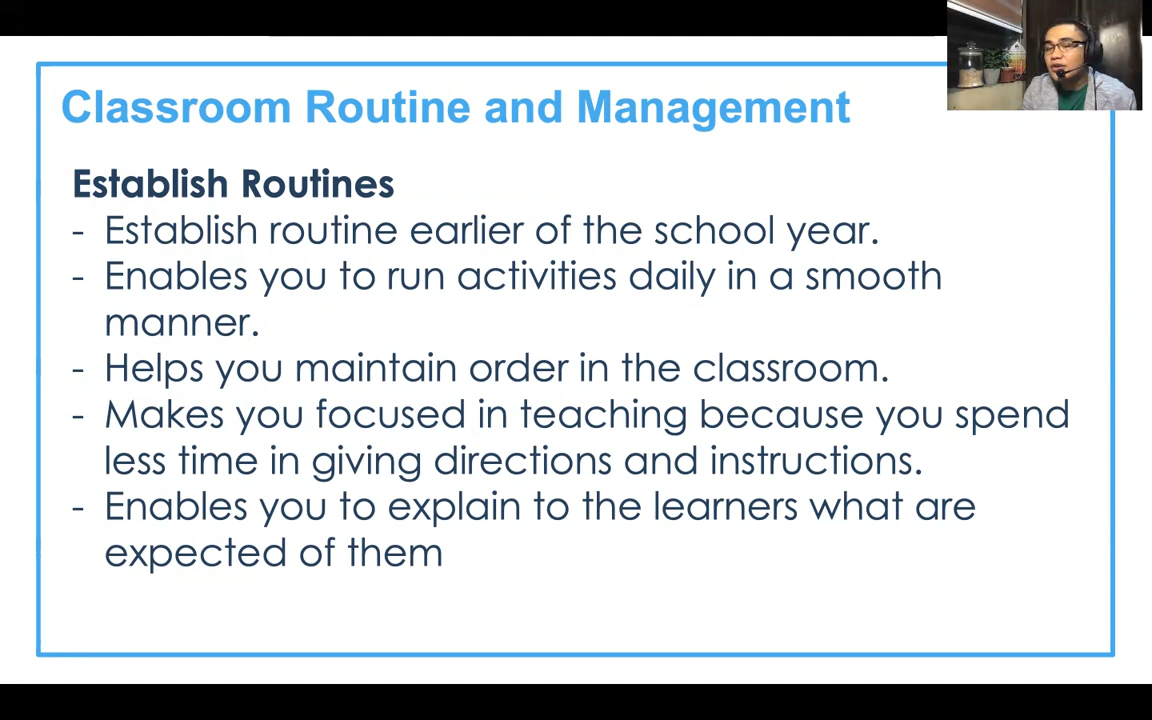 Classroom Routine and Management
Establish Routines
- Establish routine earlier of the school year.
- Enables you to run activities daily in a smooth
manner.
- Helps you maintain order in the classroom.
- Makes you focused in teaching because you spend
less time in giving directions and instructions.
- Enables you to explain to the learners what are
expected of them